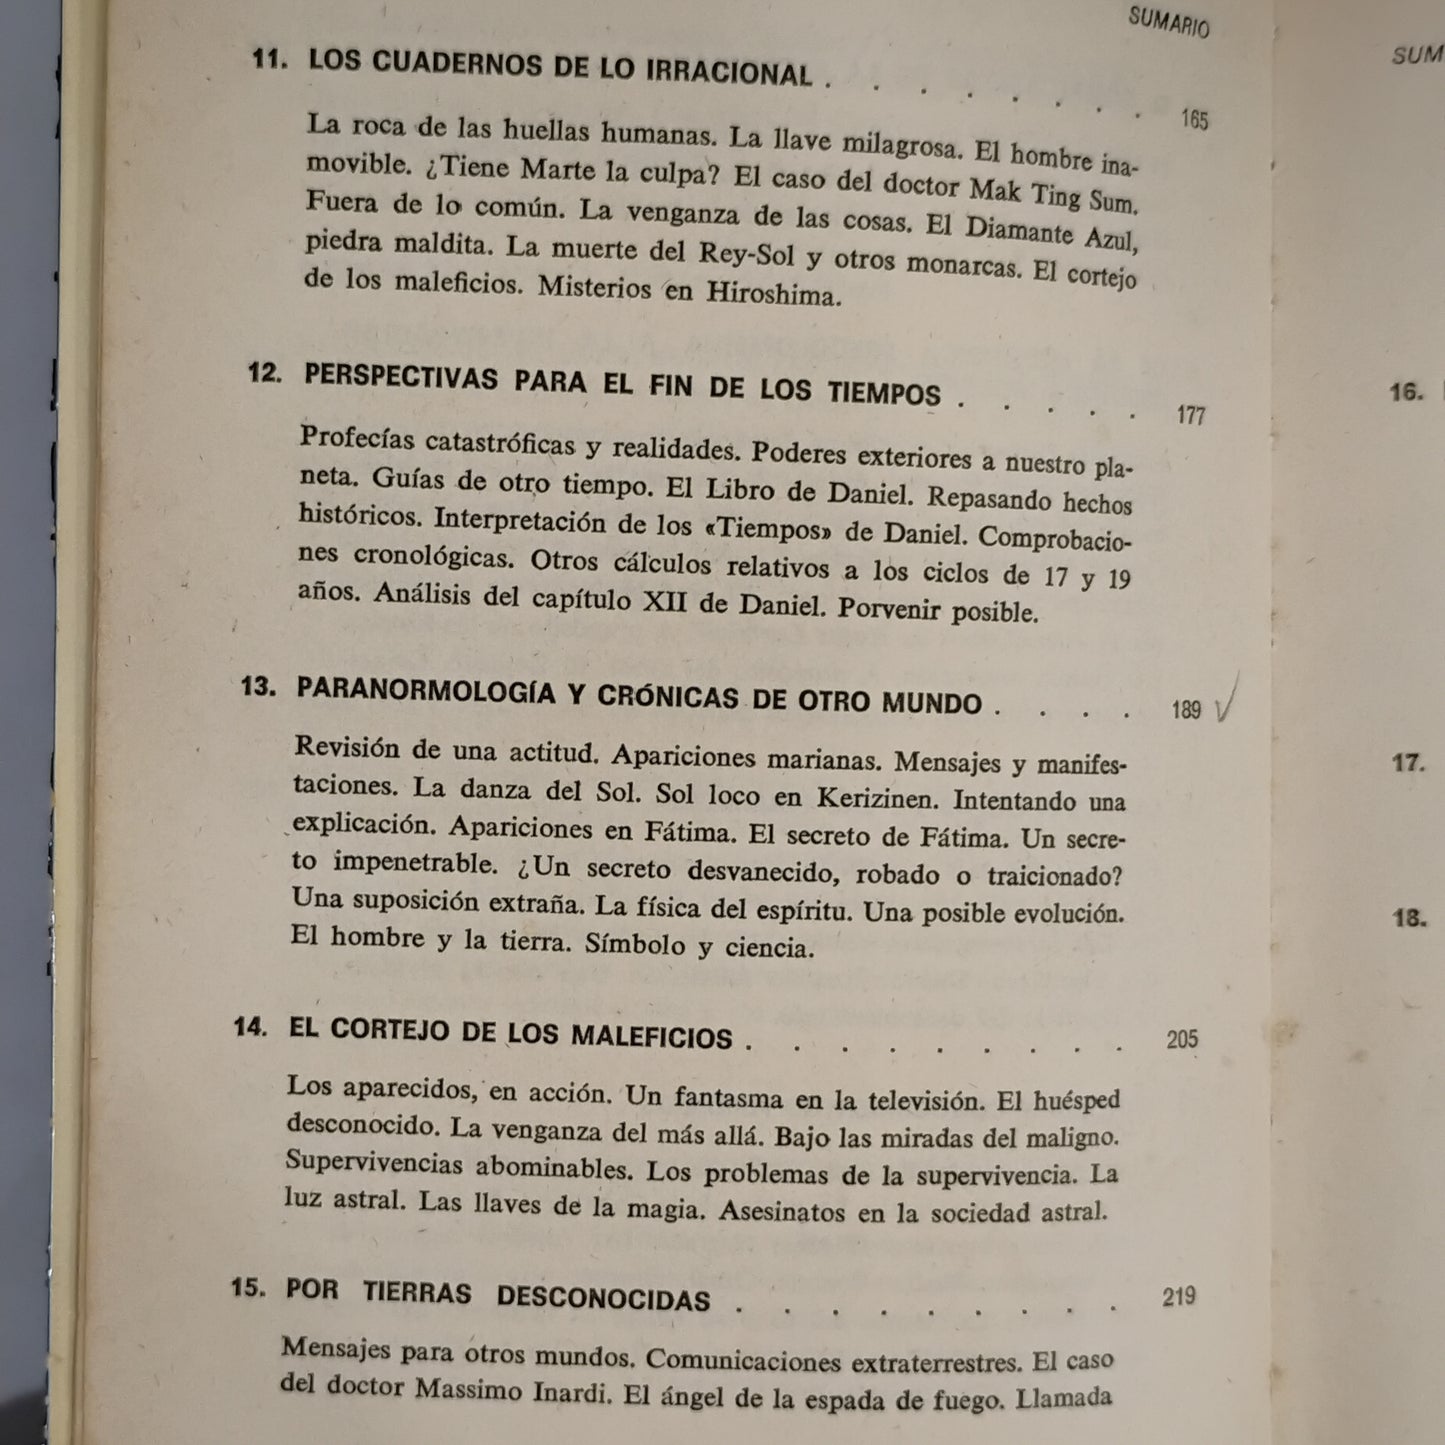 SUMARIO
11. LOS CUADERNOS DE LO IRRACIONAL . . . . . . . . 165
La roca de las huellas humanas. La llave milagrosa. El hombre ina-
movible. ¿Tiene Marte la culpa? El caso del doctor Mak Ting Sum.
Fuera de lo común. La venganza de las cosas. El Diamante Azul,
piedra maldita. La muerte del Rey-Sol y otros monarcas. El cortejo
de los maleficios. Misterios en Hiroshima.
12. PERSPECTIVAS PARA EL FIN DE LOS TIEMPOS . . . . . 177
Profecías catastróficas y realidades. Poderes exteriores a nuestro pla-
neta. Guías de otro tiempo. El Libro de Daniel. Repasando hechos
históricos. Interpretación de los «Tiempos» de Daniel. Comprobacio-
nes cronológicas. Otros cálculos relativos a los ciclos de 17 y 19
años. Análisis del capítulo XII de Daniel. Porvenir posible.
13. PARANORMOLOGÍA Y CRÓNICAS DE OTRO MUNDO . . . . 189
Revisión de una actitud. Apariciones marianas. Mensajes y manifes-
taciones. La danza del Sol. Sol loco en Kerizinen. Intentando una
explicación. Apariciones en Fátima. El secreto de Fátima. Un secre-
to impenetrable. ¿Un secreto desvanecido, robado o traicionado?
Una suposición extraña. La física del espíritu. Una posible evolución.
El hombre y la tierra. Símbolo y ciencia.
14. EL CORTEJO DE LOS MALEFICIOS . . . . . . . . . 205
Los aparecidos, en acción. Un fantasma en la televisión. El huésped
desconocido. La venganza del más allá. Bajo las miradas del maligno.
Supervivencias abominables. Los problemas de la supervivencia. La
luz astral. Las llaves de la magia. Asesinatos en la sociedad astral.
15. POR TIERRAS DESCONOCIDAS . . . . . . . . . 219
Mensajes para otros mundos. Comunicaciones extraterrestres. El caso
del doctor Massimo Inardi. El ángel de la espada de fuego. Llamada
SUM
16.
17.
18.